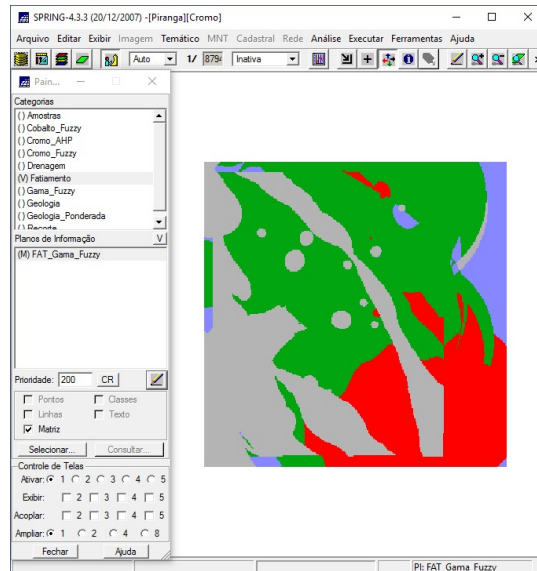 SPRING-4.3.3 (20/12/2007) -[Piranga][Cromo]
Arquivo Editar Exibir Imagem Temático MNT Cadastral Rede Análise Executar Ferramentas Ajuda
Auto 1/ 8794 Inativa
Pain...
Categorias
( ) Amostras
( ) Cobalto_Fuzzy
( ) Cromo_AHP
( ) Cromo_Fuzzy
( ) Drenagem
(V) Fatiamento
( ) Gama_Fuzzy
( ) Geologia
( ) Geologia_Ponderada
( ) Recorte
Planos de Informação V
(M) FAT_Gama_Fuzzy
Prioridade: 200 CR
Pontos Classes
Linhas Texto
Matriz
Selecionar... Consultar...
Controle de Telas
Ativar: 1 2 3 4 5
Exibir: 2 3 4 5
Acoplar: 2 3 4 5
Ampliar: 1 2 4 8
Fechar Ajuda
PI: FAT_Gama_Fuzzy